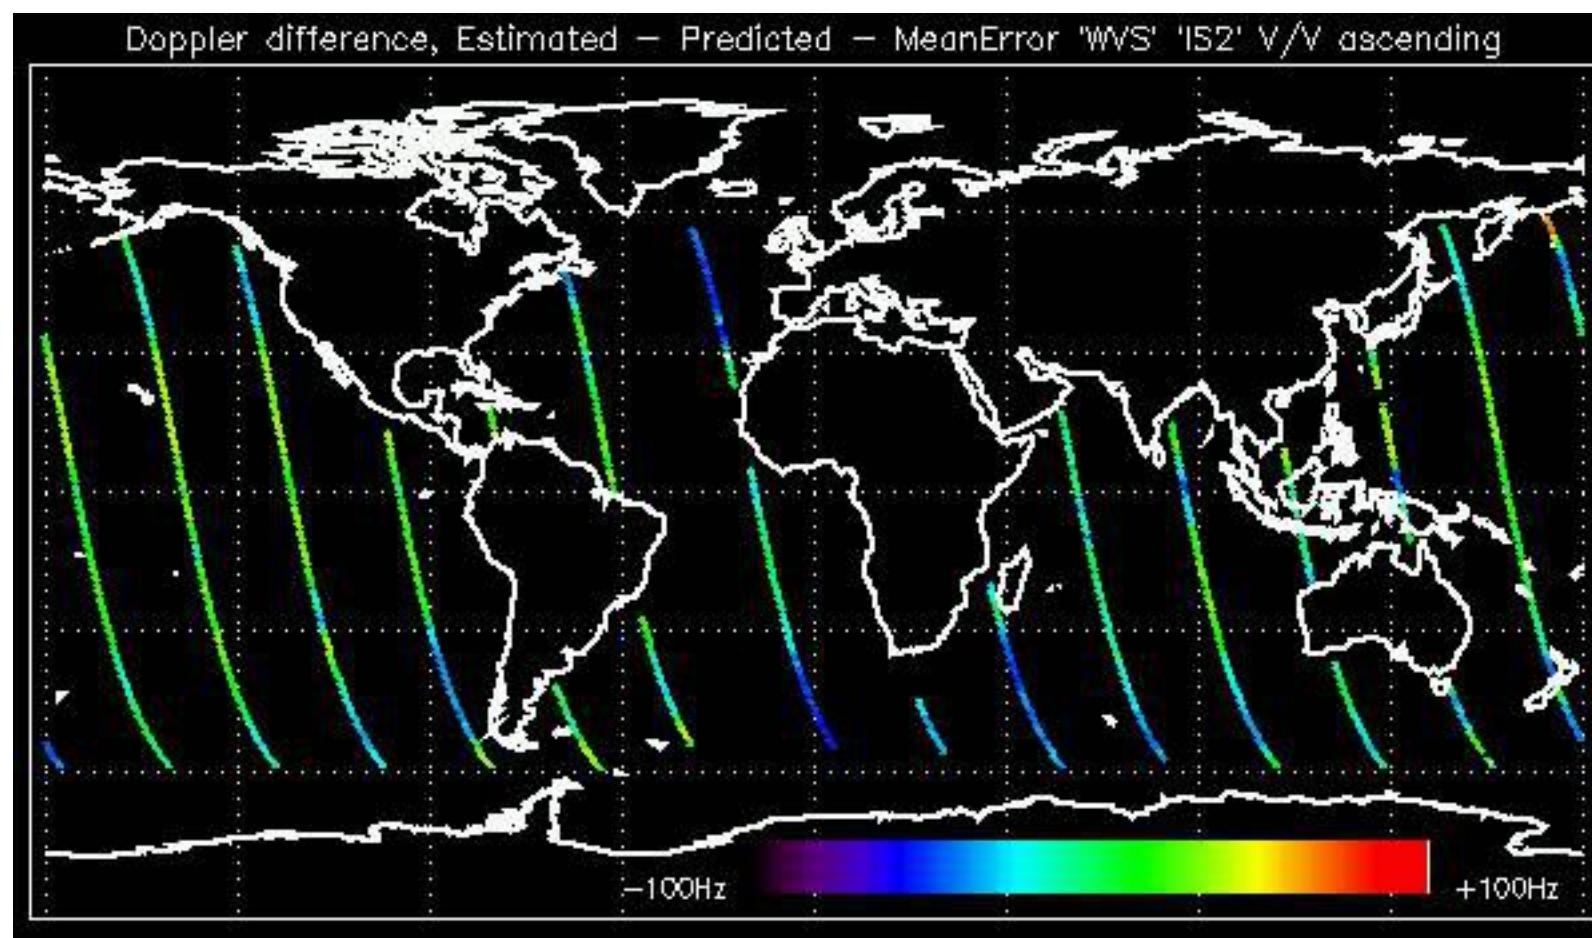 Doppler difference, Estimated - Predicted - MeanError 'WVS' 'IS2' V/V ascending
-100Hz
+100Hz